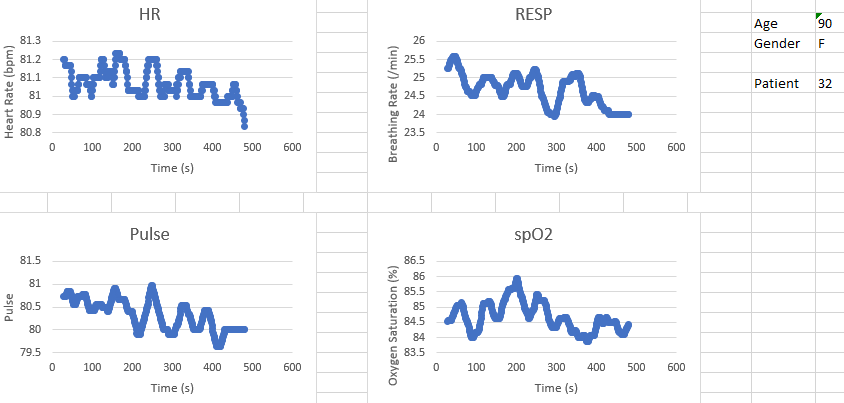 HR
Heart Rate (bpm)
81.3
81.2
81.1
81
80.9
80.8
0 100 200 300 400 500 600
Time (s)
RESP
Breathing Rate (/min)
26
25.5
25
24.5
24
23.5
0 100 200 300 400 500 600
Time (s)
Age 90
Gender F
Patient 32
Pulse
Pulse
81.5
81
80.5
80
79.5
0 100 200 300 400 500 600
Time (s)
spO2
Oxygen Saturation (%)
86.5
86
85.5
85
84.5
84
83.5
0 100 200 300 400 500 600
Time (s)